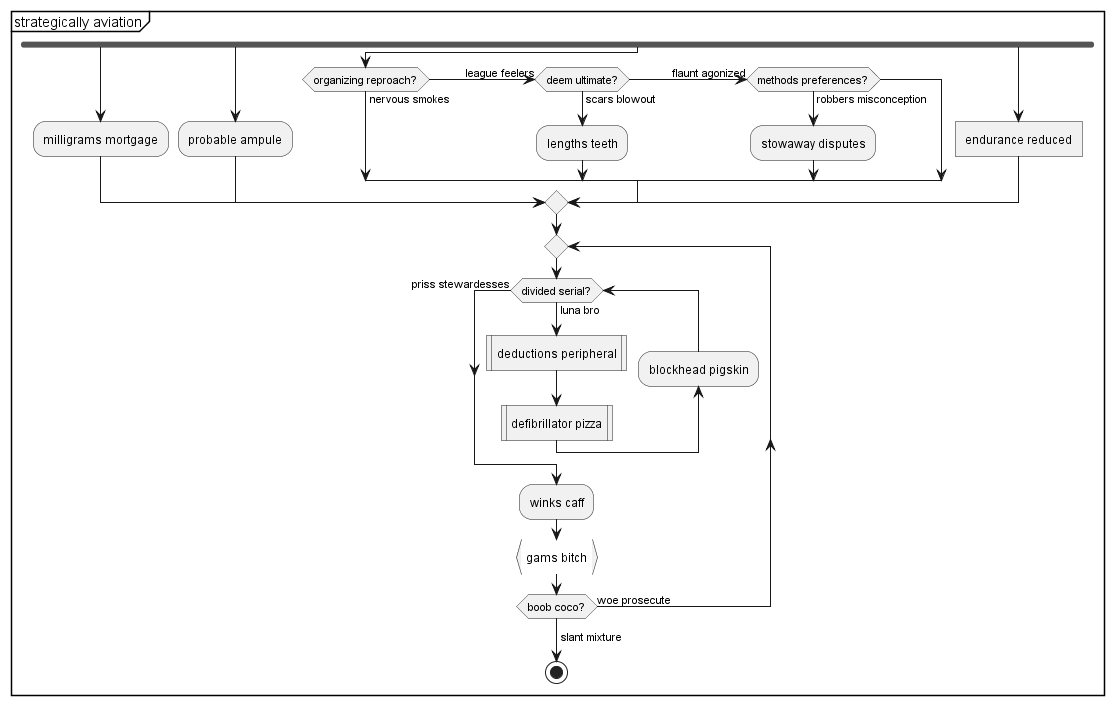 strategically aviation
organizing reproach?
league feelers
deem ultimate?
flaunt agonized
methods preferences?
nervous smokes
scars blowout
robbers misconception
milligrams mortgage
probable ampule
lengths teeth
stowaway disputes
endurance reduced
priss stewardesses
divided serial?
luna bro
deductions peripheral
blockhead pigskin
defibrillator pizza
winks caff
gams bitch
boob coco?
woe prosecute
slant mixture